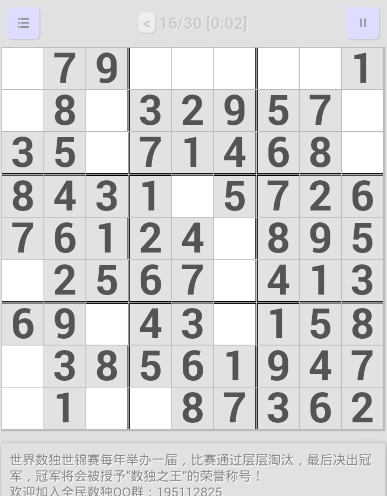 < 16/30 [0:02]
7 9 1
8 3 2 9 5 7
3 5 7 1 4 6 8
8 4 3 1 5 7 2 6
7 6 1 2 4 8 9 5
2 5 6 7 4 1 3
6 9 4 3 1 5 8
3 8 5 6 1 9 4 7
1 8 7 3 6 2
世界数独世锦赛每年举办一届，比赛通过层层淘汰，最后决出冠
军，冠军将会被授予“数独之王”的荣誉称号！
欢迎加入全民数独QQ群：195112825